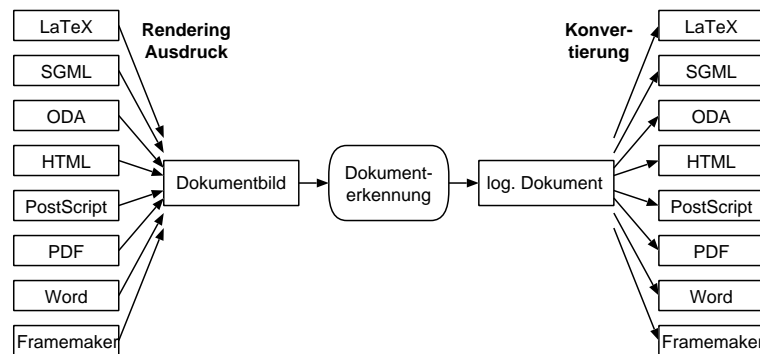 LaTeX
SGML
ODA
HTML
PostScript
PDF
Word
Framemaker
Rendering
Ausdruck
Dokumentbild
Dokument-
erkennung
log. Dokument
Konver-
tierung
LaTeX
SGML
ODA
HTML
PostScript
PDF
Word
Framemaker